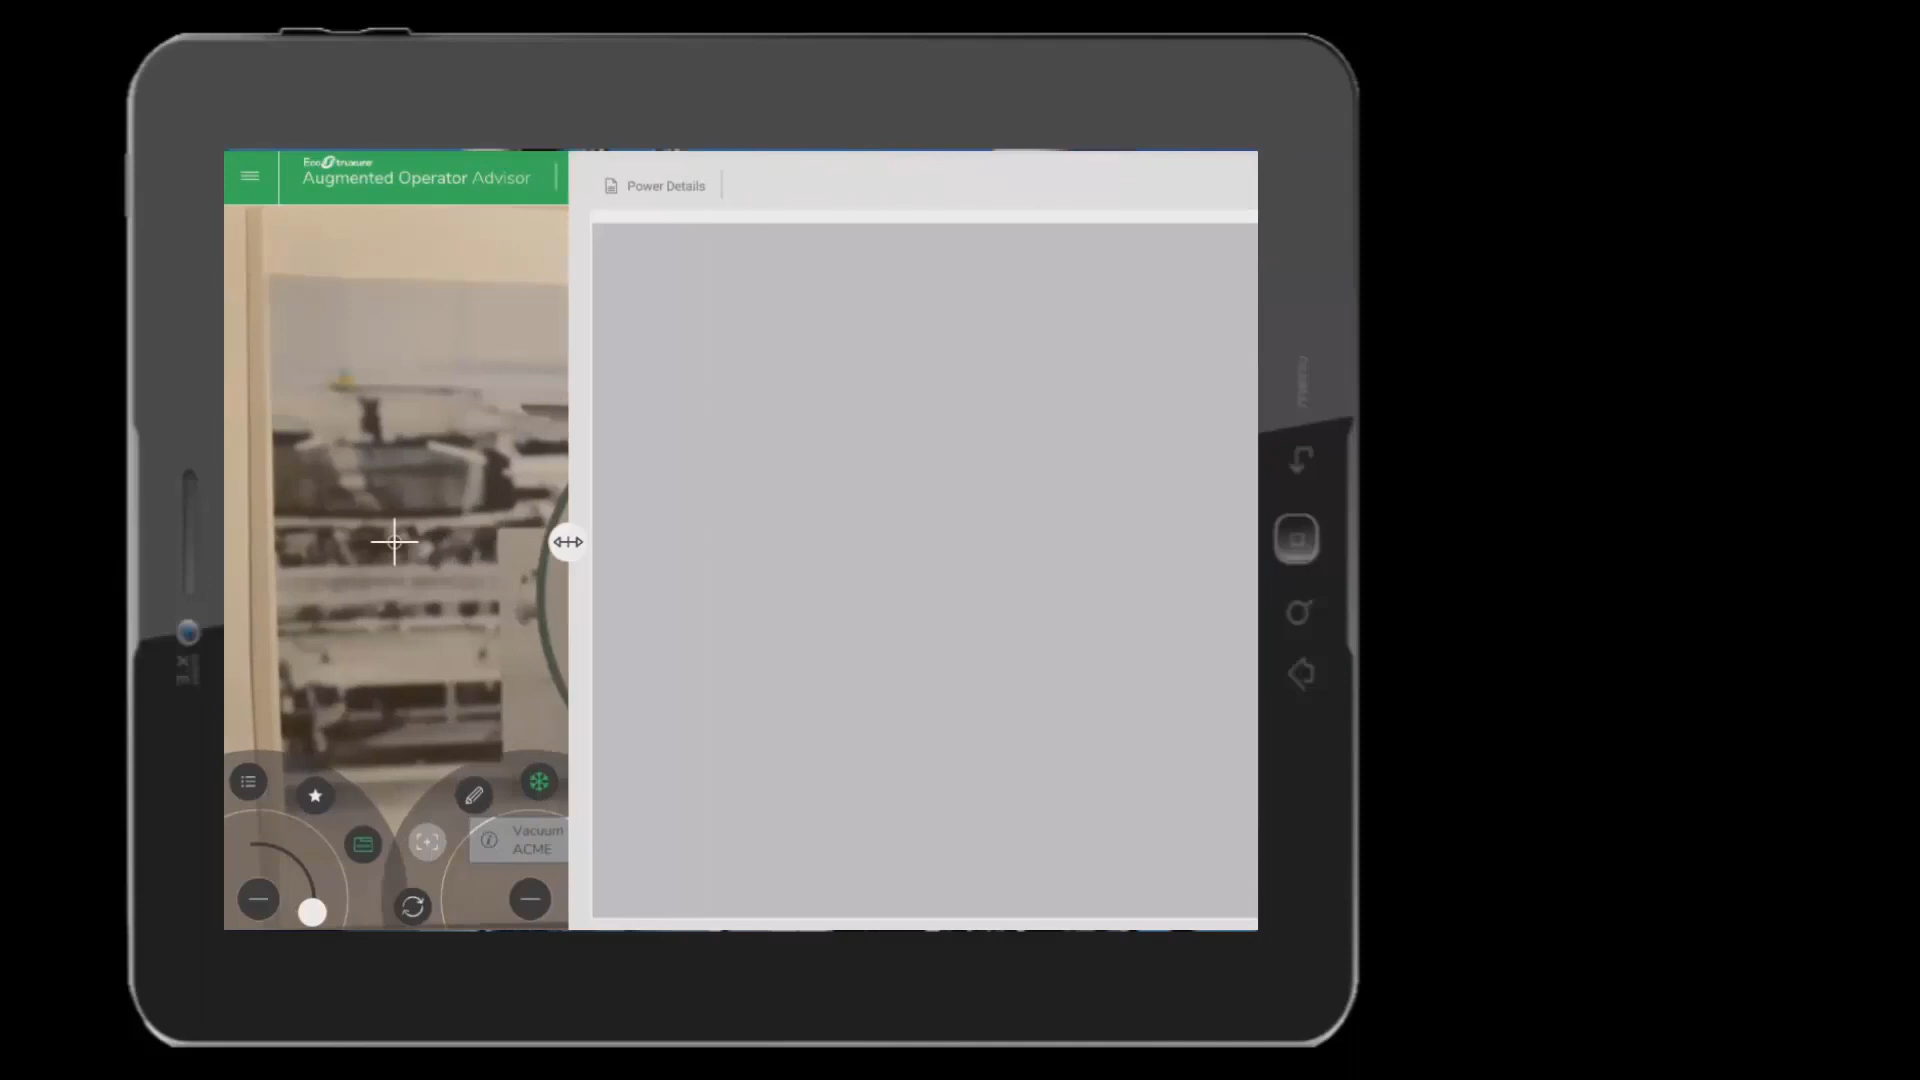 EcoStruxure
Augmented Operator Advisor
Power Details
Vacuum
ACME